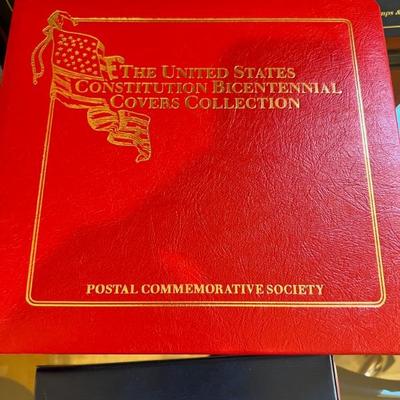 THE UNITED STATES
CONSTITUTION BICENTENNIAL
COVERS COLLECTION
POSTAL COMMEMORATIVE SOCIETY